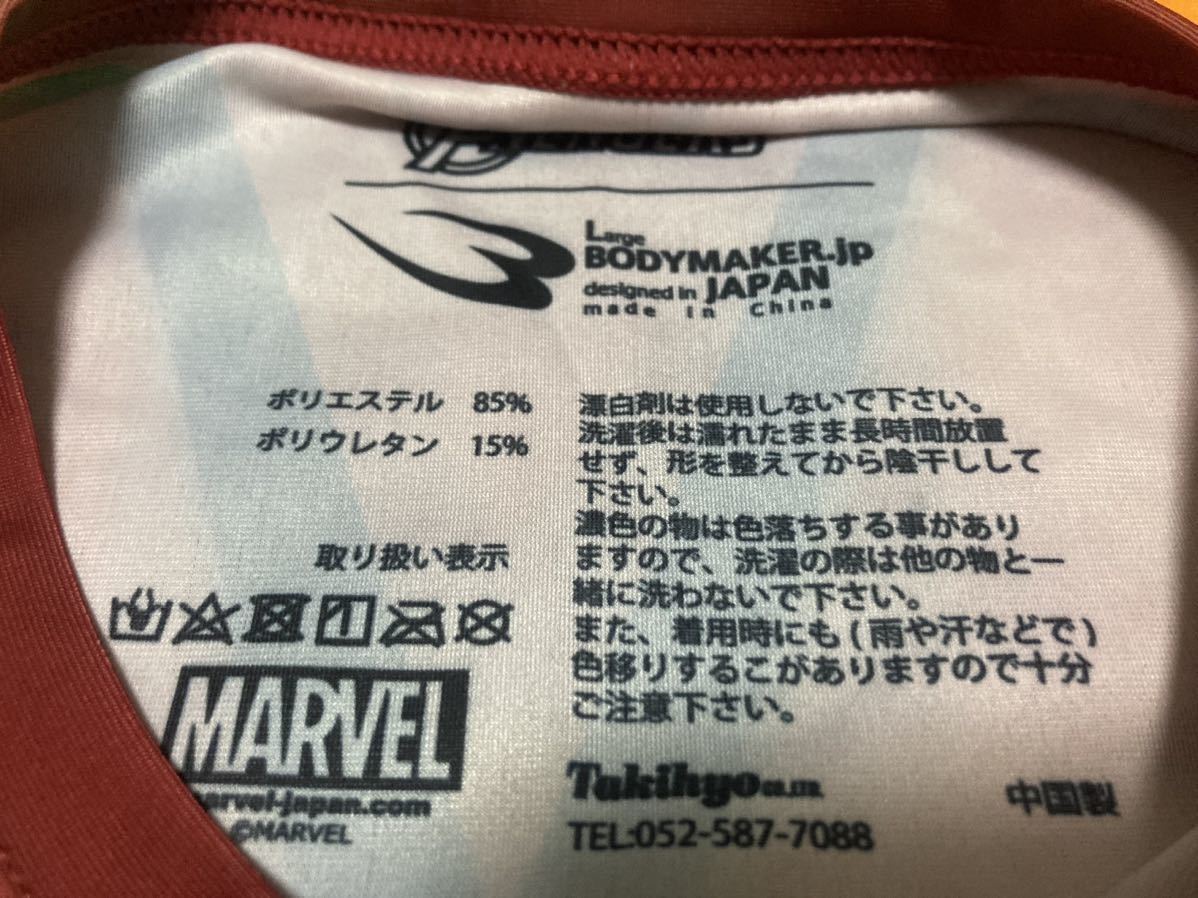 Large
BODYMAKER.jp
designed in JAPAN
made in China
ポリエステル 85%
ポリウレタン 15%
取り扱い表示
漂白剤は使用しないで下さい。
洗濯後は濡れたまま長時間放置
せず、形を整えてから陰干しして
下さい。
濃色の物は色落ちする事があり
ますので、洗濯の際は他の物と一
緒に洗わないで下さい。
また、着用時にも(雨や汗などで)
色移りするこがありますので十分
ご注意下さい。
MARVEL
©MARVEL
Takihyo
TEL:052-587-7088
中国製